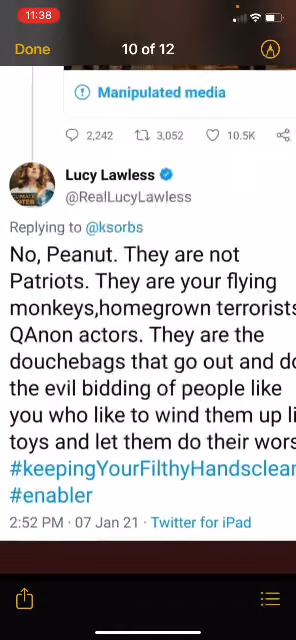 11:38
Done
10 of 12
Manipulated media
2,242 3,052 10.5K
Lucy Lawless
@RealLucyLawless
Replying to @ksorbs
No, Peanut. They are not
Patriots. They are your flying
monkeys,homegrown terrorists
QAnon actors. They are the
douchebags that go out and do
the evil bidding of people like
you who like to wind them up li
toys and let them do their wors
#keepingYourFilthyHandsclear
#enabler
2:52 PM · 07 Jan 21 · Twitter for iPad